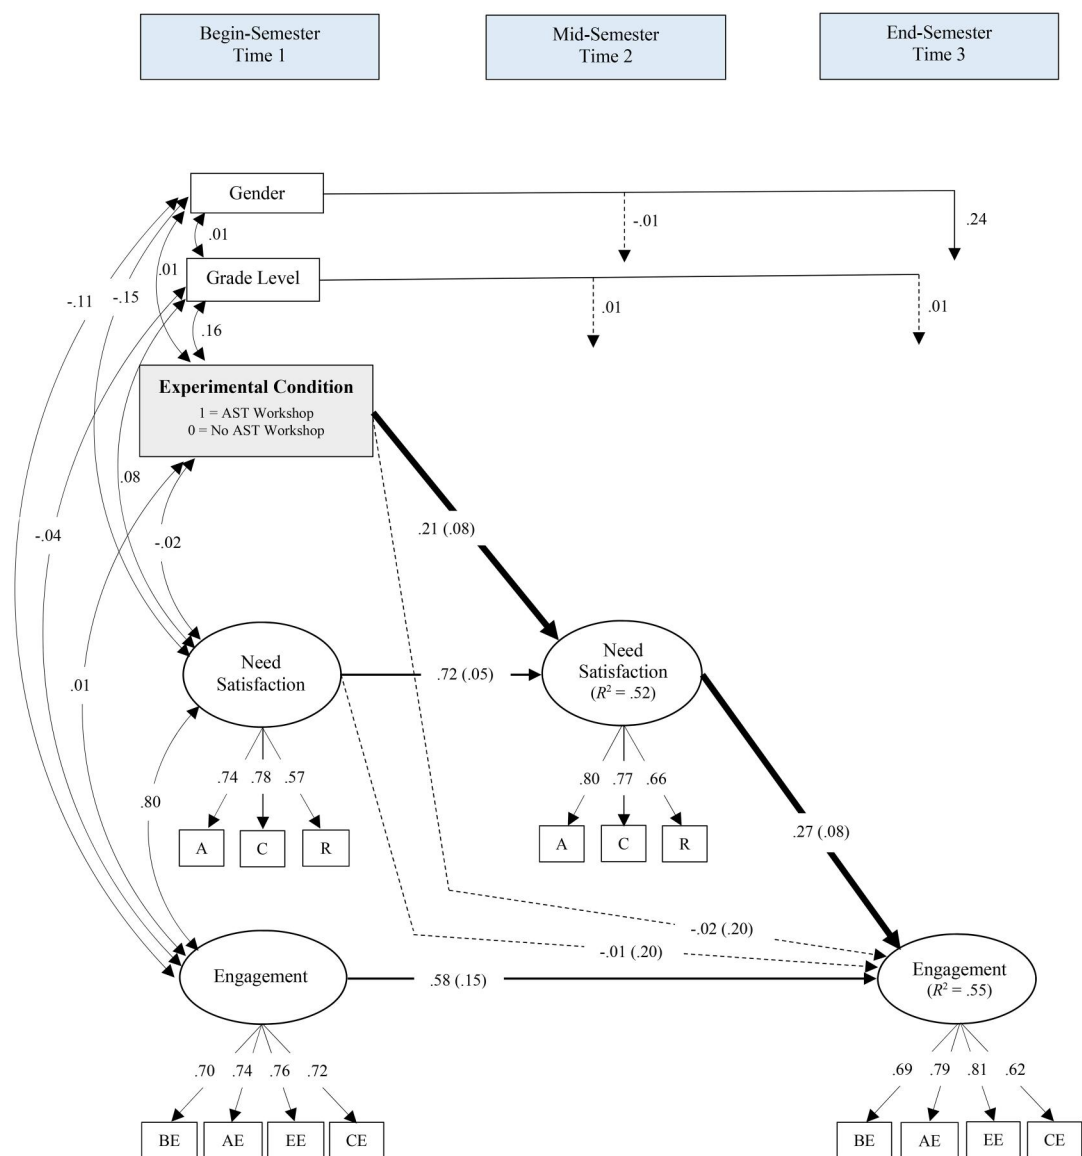 Begin-Semester
Time 1
Mid-Semester
Time 2
End-Semester
Time 3
Gender
-.01
.24
.01
Grade Level
.01
.01
.01
-.11
-.15
.16
Experimental Condition
1 = AST Workshop
0 = No AST Workshop
.08
-.04
-.02
.21 (.08)
Need
Satisfaction
.72 (.05)
Need
Satisfaction
(R² = .52)
.01
.74 .78 .57
.80 .77 .66
.80
A C R
A C R
.27 (.08)
-.02 (.20)
-.01 (.20)
Engagement
.58 (.15)
Engagement
(R² = .55)
.70 .74 .76 .72
.69 .79 .81 .62
BE AE EE CE
BE AE EE CE